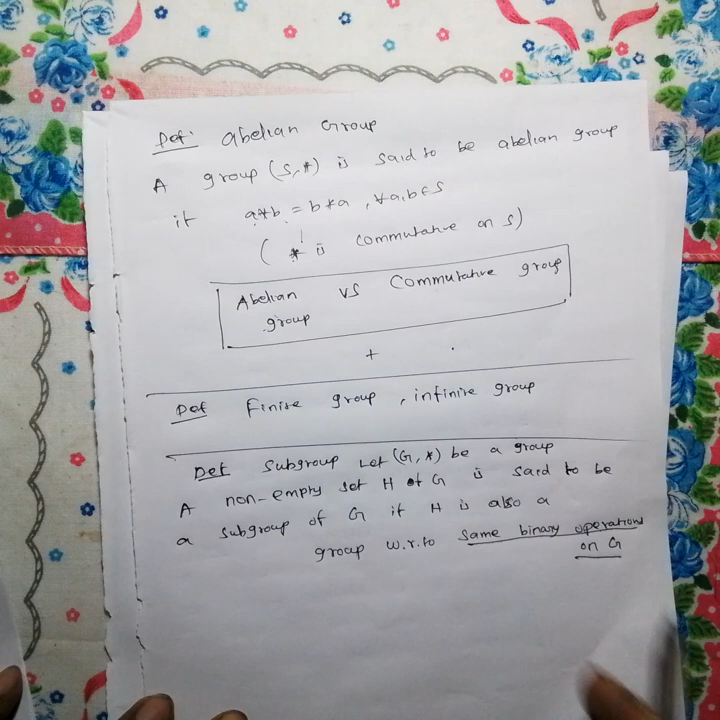 Def: Abelian Group
A group (S,*) is said to be abelian group
if a*b = b*a , ∀a,b∈S
( * is commutative on S)
Abelian vs Commutative group
group
+ .
Def Finite group , infinite group
Def Subgroup Let (G,*) be a group
A non-empty set H of G is said to be
a subgroup of G if H is also a
group w.r.to same binary operation
on G